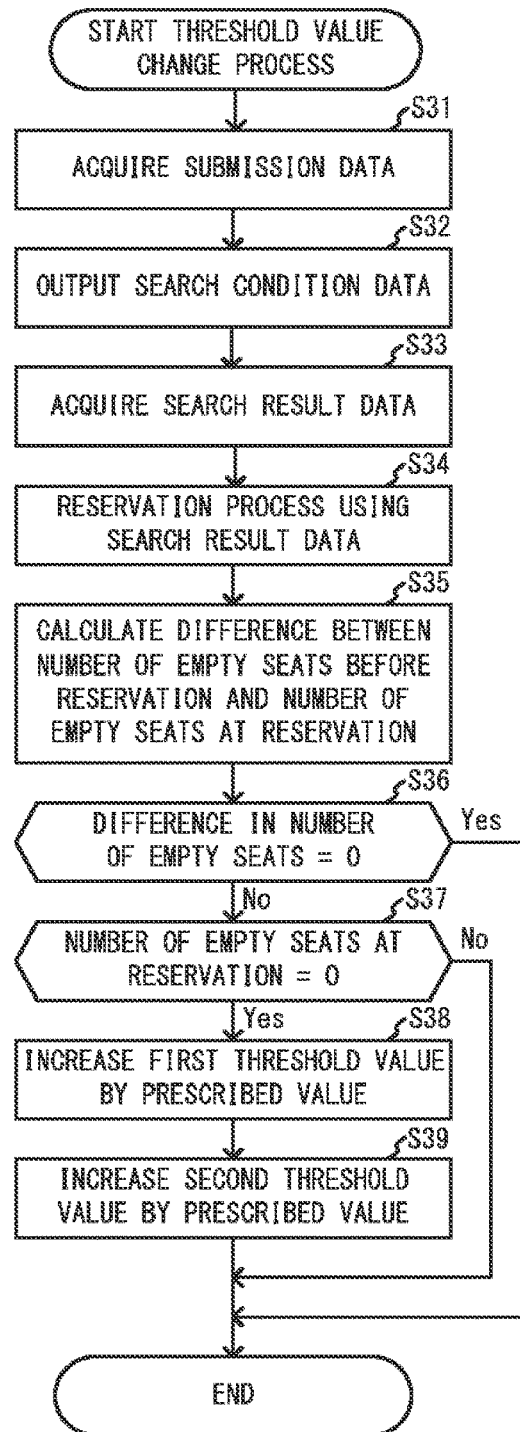 START THRESHOLD VALUE
CHANGE PROCESS
S31
ACQUIRE SUBMISSION DATA
S32
OUTPUT SEARCH CONDITION DATA
S33
ACQUIRE SEARCH RESULT DATA
S34
RESERVATION PROCESS USING
SEARCH RESULT DATA
S35
CALCULATE DIFFERENCE BETWEEN
NUMBER OF EMPTY SEATS BEFORE
RESERVATION AND NUMBER OF
EMPTY SEATS AT RESERVATION
S36
DIFFERENCE IN NUMBER
OF EMPTY SEATS = 0
Yes
No
S37
NUMBER OF EMPTY SEATS AT
RESERVATION = 0
No
Yes
S38
INCREASE FIRST THRESHOLD VALUE
BY PRESCRIBED VALUE
S39
INCREASE SECOND THRESHOLD
VALUE BY PRESCRIBED VALUE
END